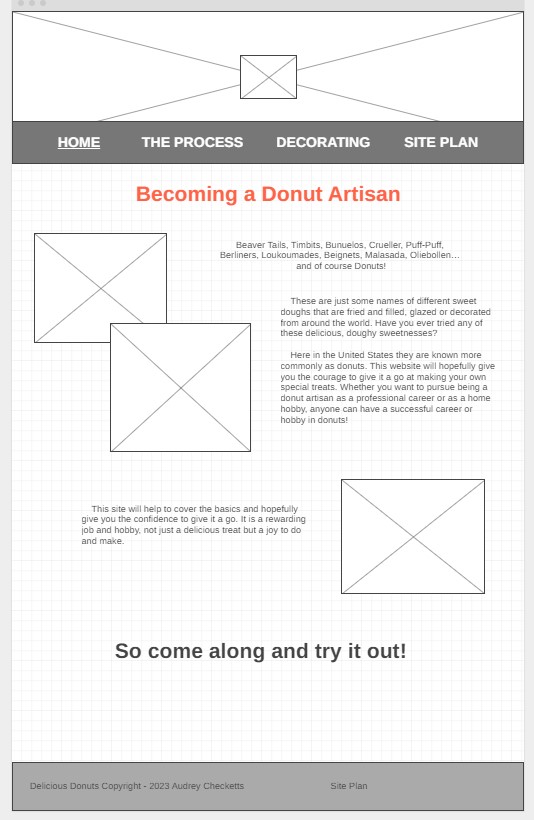 HOME THE PROCESS DECORATING SITE PLAN
Becoming a Donut Artisan
Beaver Tails, Timbits, Bunuelos, Crueller, Puff-Puff,
Berliners, Loukoumades, Beignets, Malasada, Oliebollen…
and of course Donuts!
These are just some names of different sweet
doughs that are fried and filled, glazed or decorated
from around the world. Have you ever tried any of
these delicious, doughy sweetnesses?
Here in the United States they are known more
commonly as donuts. This website will hopefully give
you the courage to give it a go at making your own
special treats. Whether you want to pursue being a
donut artisan as a professional career or as a home
hobby, anyone can have a successful career or
hobby in donuts!
This site will help to cover the basics and hopefully
give you the confidence to give it a go. It is a rewarding
job and hobby, not just a delicious treat but a joy to do
and make.
So come along and try it out!
Delicious Donuts Copyright - 2023 Audrey Checketts Site Plan